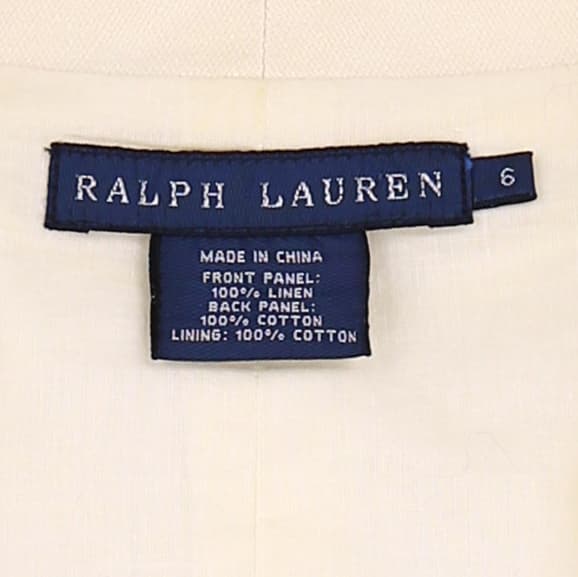 RALPH LAUREN
6
MADE IN CHINA
FRONT PANEL:
100% LINEN
BACK PANEL:
100% COTTON
LINING: 100% COTTON